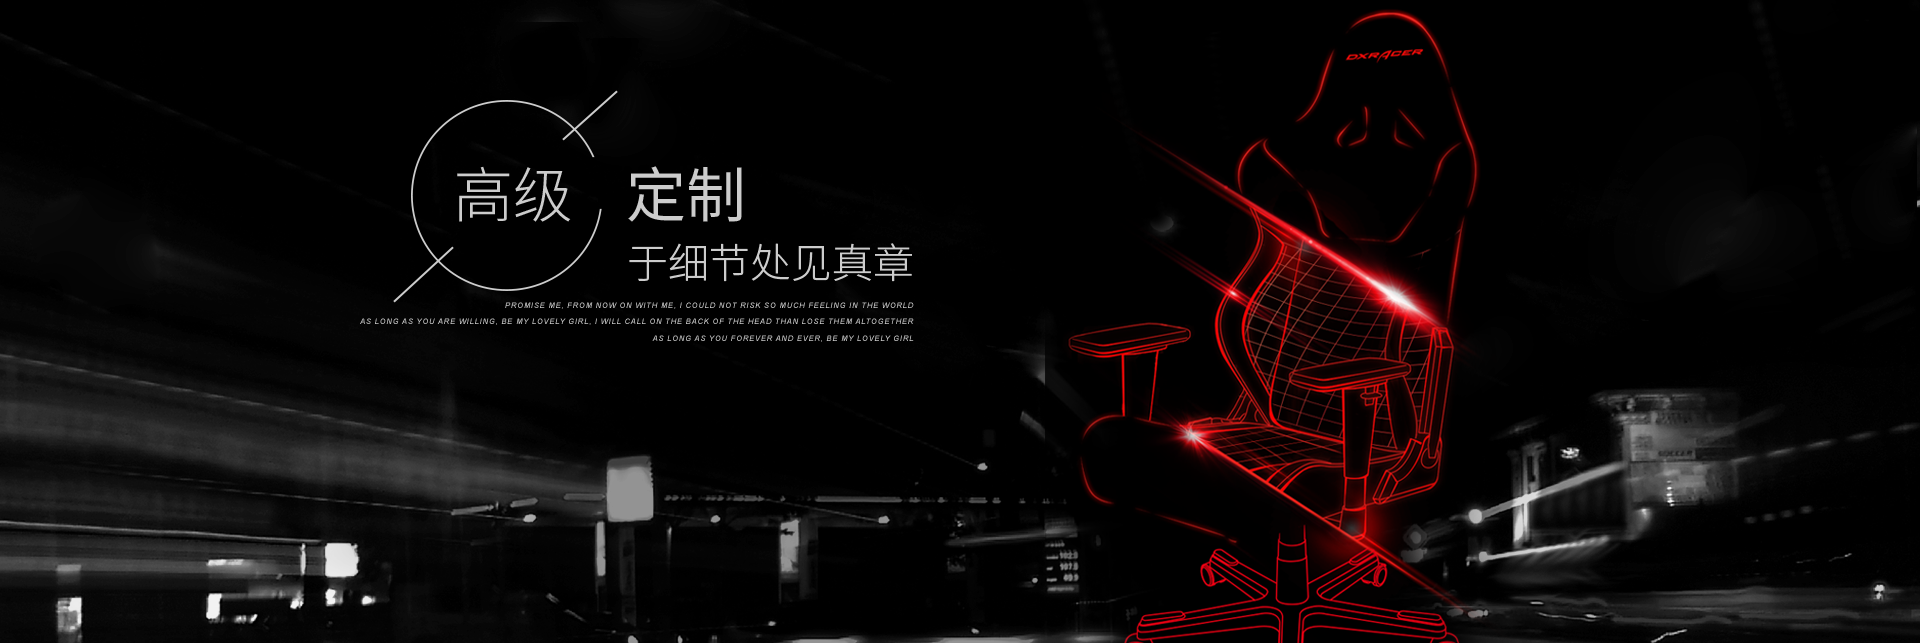 高级 定制
于细节处见真章
PROMISE ME, FROM NOW ON WITH ME, I COULD NOT RISK SO MUCH FEELING IN THE WORLD
AS LONG AS YOU ARE WILLING, BE MY LOVELY GIRL, I WILL CALL ON THE BACK OF THE HEAD THAN LOSE THEM ALTOGETHER
AS LONG AS YOU FOREVER AND EVER, BE MY LOVELY GIRL
DXRACER